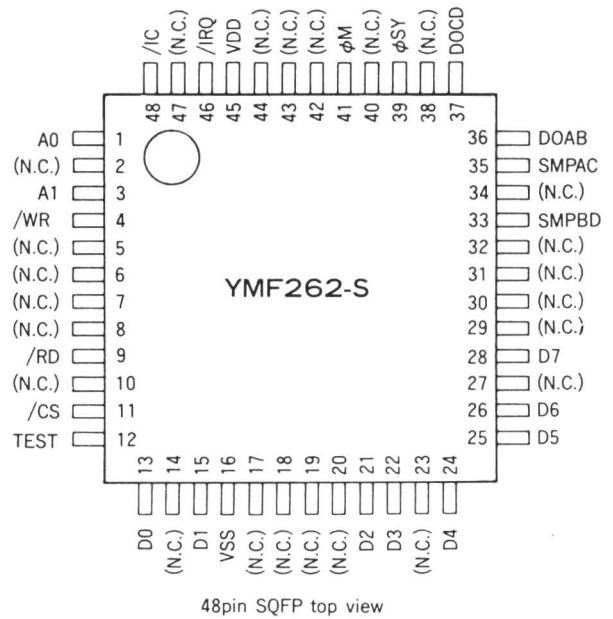 /IC
(N.C.)
/IRQ
VDD
(N.C.)
(N.C.)
(N.C.)
φM
(N.C.)
φSY
(N.C.)
DOCD
48 47 46 45 44 43 42 41 40 39 38 37
A0 1
(N.C.) 2
A1 3
/WR 4
(N.C.) 5
(N.C.) 6
(N.C.) 7
(N.C.) 8
/RD 9
(N.C.) 10
/CS 11
TEST 12
YMF262-S
36 DOAB
35 SMPAC
34 (N.C.)
33 SMPBD
32 (N.C.)
31 (N.C.)
30 (N.C.)
29 (N.C.)
28 D7
27 (N.C.)
26 D6
25 D5
13 14 15 16 17 18 19 20 21 22 23 24
D0
(N.C.)
D1
VSS
(N.C.)
(N.C.)
(N.C.)
(N.C.)
D2
D3
(N.C.)
D4
48pin SQFP top view